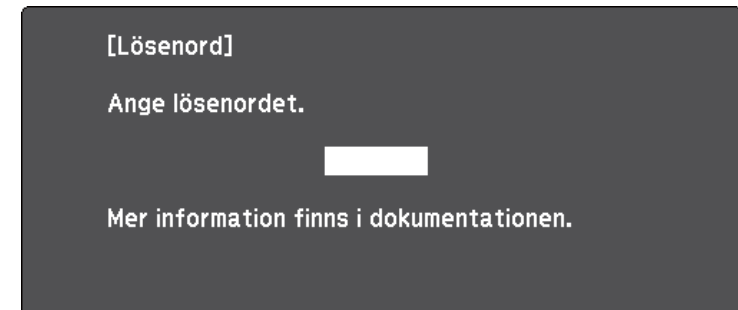 [Lösenord]
Ange lösenordet.
Mer information finns i dokumentationen.